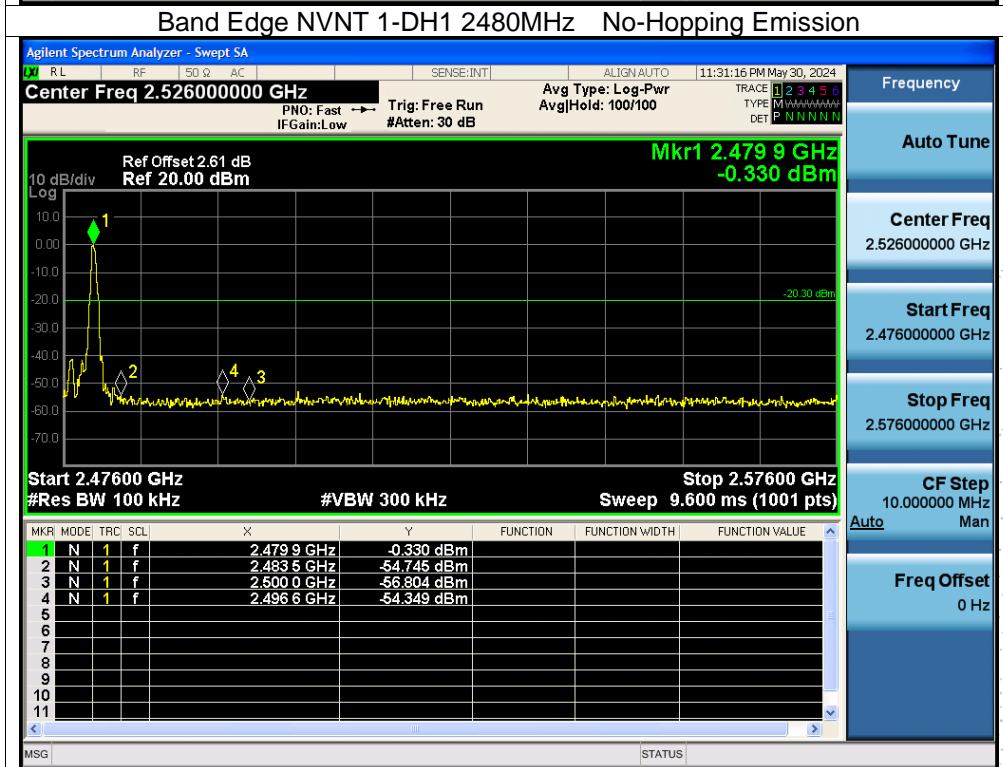 Band Edge NVNT 1-DH1 2480MHz No-Hopping Emission
Agilent Spectrum Analyzer - Swept SA
LXI RL RF 50 Ω AC SENSE:INT ALIGNAUTO 11:31:16 PM May 30, 2024
Center Freq 2.526000000 GHz
PNO: Fast
IFGain:Low
Trig: Free Run
#Atten: 30 dB
Avg Type: Log-Pwr
Avg|Hold: 100/100
TRACE 1 2 3 4 5 6
TYPE M WWWWW
DET P N N N N N
Ref Offset 2.61 dB
Ref 20.00 dBm
10 dB/div
Log
Mkr1 2.479 9 GHz
-0.330 dBm
10.0
0.00
-10.0
-20.0
-30.0
-40.0
-50.0
-60.0
-70.0
1
2
4
3
-20.30 dBm
Start 2.47600 GHz Stop 2.57600 GHz
#Res BW 100 kHz #VBW 300 kHz Sweep 9.600 ms (1001 pts)
MKR MODE TRC SCL X Y FUNCTION FUNCTION WIDTH FUNCTION VALUE
1 N 1 f 2.479 9 GHz -0.330 dBm
2 N 1 f 2.483 5 GHz -54.745 dBm
3 N 1 f 2.500 0 GHz -56.804 dBm
4 N 1 f 2.496 6 GHz -54.349 dBm
5
6
7
8
9
10
11
MSG STATUS
Frequency
Auto Tune
Center Freq
2.526000000 GHz
Start Freq
2.476000000 GHz
Stop Freq
2.576000000 GHz
CF Step
10.000000 MHz
Auto Man
Freq Offset
0 Hz